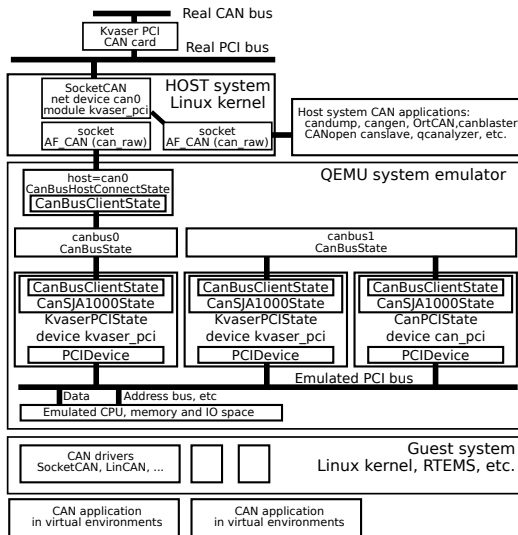 Real CAN bus
Kvaser PCI
CAN card
Real PCI bus
HOST system
Linux kernel
SocketCAN
net device can0
module kvaser_pci
socket
AF_CAN (can_raw)
socket
AF_CAN (can_raw)
Host system CAN applications:
candump, cangen, OrtCAN,canblaster
CANopen canslave, qcanalyzer, etc.
QEMU system emulator
host=can0
CanBusHostConnectState
CanBusClientState
canbus0
CanBusState
canbus1
CanBusState
CanBusClientState
CanSJA1000State
KvaserPCIState
device kvaser_pci
PCIDevice
CanBusClientState
CanSJA1000State
KvaserPCIState
device kvaser_pci
PCIDevice
CanBusClientState
CanSJA1000State
CanPCIState
device can_pci
PCIDevice
Emulated PCI bus
Data
Address bus, etc
Emulated CPU, memory and IO space
Guest system
Linux kernel, RTEMS, etc.
CAN drivers
SocketCAN, LinCAN, ...
CAN application
in virtual environments
CAN application
in virtual environments